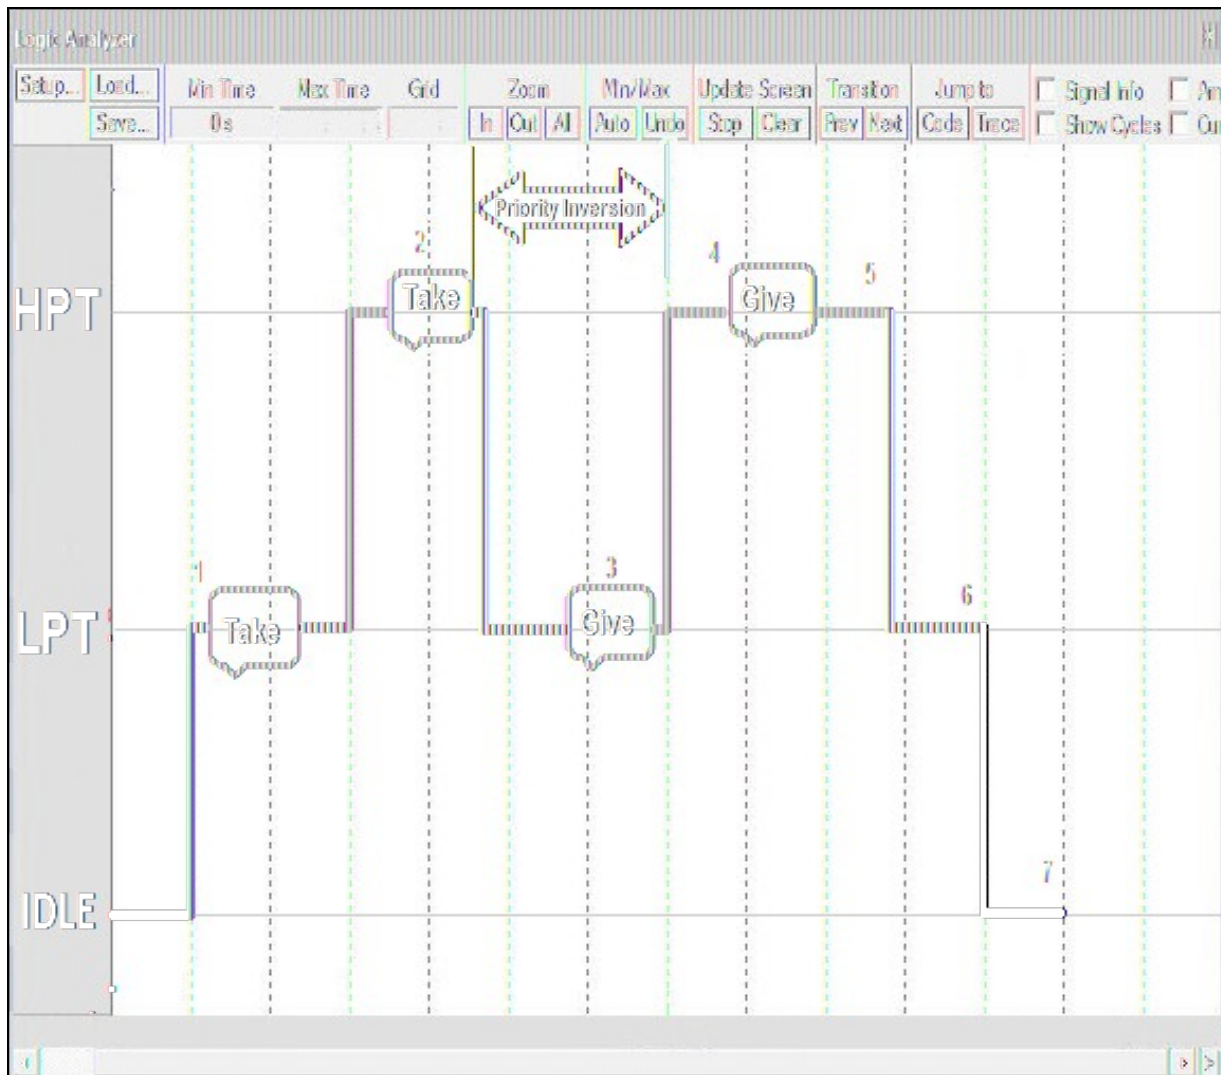 Logic Analyzer
Setup... Load... Min Time Max Time Grid Zoom Min/Max Update Screen Transition Jump to Signal Info
Save... 0 s In Out All Auto Undo Stop Clear Prev Next Code Trace Show Cycles
Priority Inversion
2 4 5
HPT Take Give
1 3 6
LPT Take Give
7
IDLE